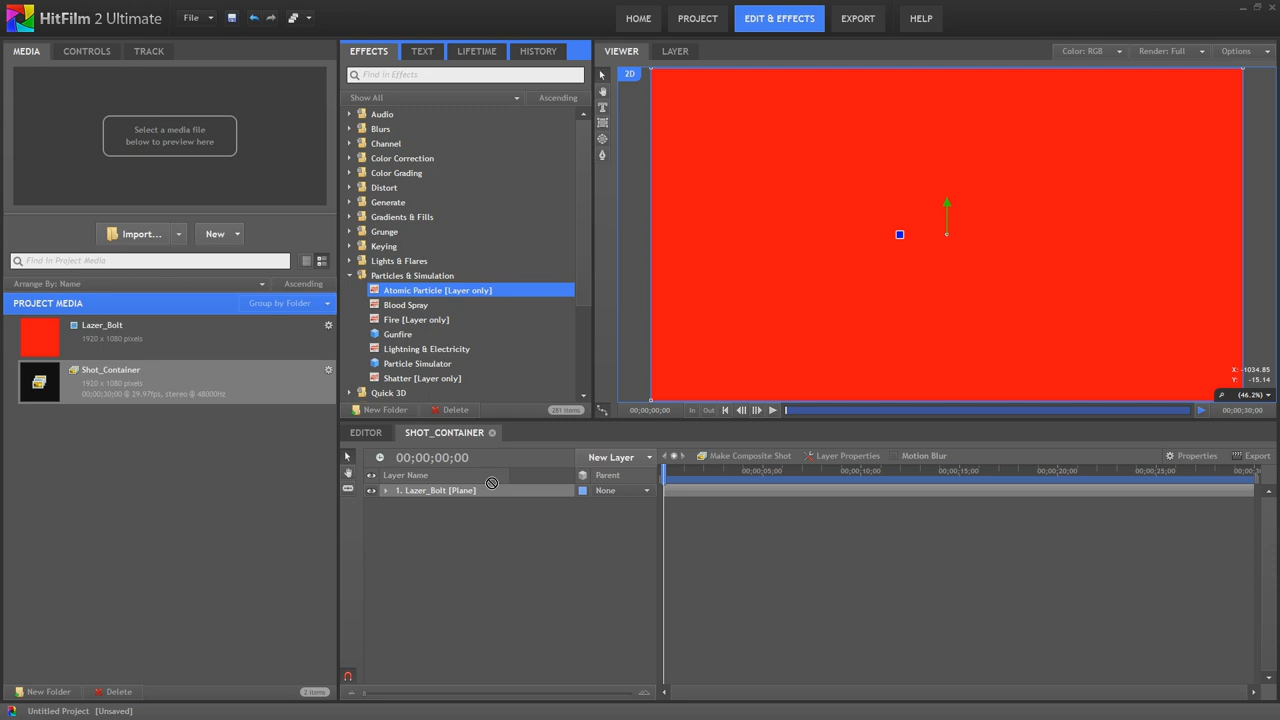 HitFilm 2 Ultimate
File
HOME
PROJECT
EDIT & EFFECTS
EXPORT
HELP
MEDIA
CONTROLS
TRACK
Select a media file
below to preview here
Import...
New
Find in Project Media
Arrange By: Name
Ascending
PROJECT MEDIA
Group by Folder
Lazer_Bolt
1920 x 1080 pixels
Shot_Container
1920 x 1080 pixels
00;00;30;00 @ 29.97fps, stereo @ 48000Hz
New Folder
Delete
2 items
Untitled Project [Unsaved]
EFFECTS
TEXT
LIFETIME
HISTORY
Find in Effects
Show All
Ascending
Audio
Blurs
Channel
Color Correction
Color Grading
Distort
Generate
Gradients & Fills
Grunge
Keying
Lights & Flares
Particles & Simulation
Atomic Particle [Layer only]
Blood Spray
Fire [Layer only]
Gunfire
Lightning & Electricity
Particle Simulator
Shatter [Layer only]
Quick 3D
New Folder
Delete
281 items
VIEWER
LAYER
Color: RGB
Render: Full
Options
2D
X: -1034.85
Y: -15.14
(46.2%)
00;00;00;00
In
Out
00;00;30;00
EDITOR
SHOT_CONTAINER
00;00;00;00
New Layer
Make Composite Shot
Layer Properties
Motion Blur
Properties
Export
Layer Name
Parent
00;00;05;00
00;00;10;00
00;00;15;00
00;00;20;00
00;00;25;00
1. Lazer_Bolt [Plane]
None